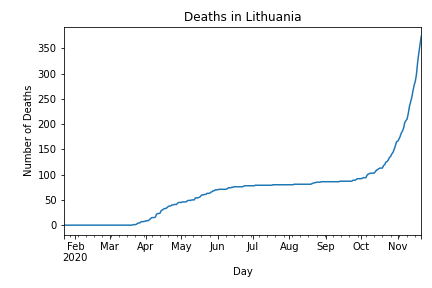 Deaths in Lithuania
Number of Deaths
350
300
250
200
150
100
50
0
Feb Mar Apr May Jun Jul Aug Sep Oct Nov
2020
Day